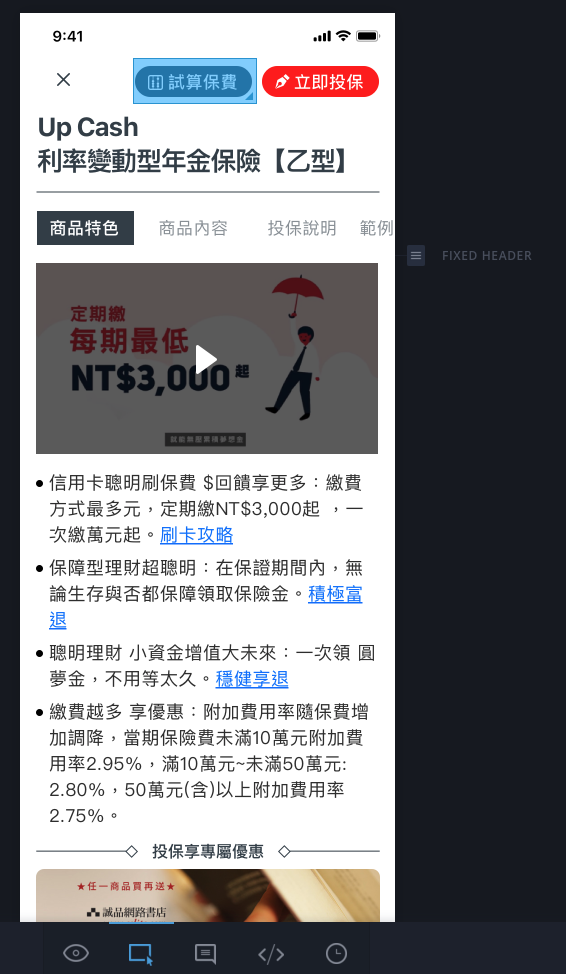 9:41
試算保費
立即投保
Up Cash
利率變動型年金保險【乙型】
商品特色 商品內容 投保說明 範例
FIXED HEADER
定期繳
每期最低
NT$3,000起
信用卡聰明刷保費 $回饋享更多：繳費
方式最多元，定期繳NT$3,000起 ，一
次繳萬元起。刷卡攻略
保障型理財超聰明：在保證期間內，無
論生存與否都保障領取保險金。積極富
退
聰明理財 小資金增值大未來：一次領 圓
夢金，不用等太久。穩健享退
繳費越多 享優惠：附加費用率隨保費增
加調降，當期保險費未滿10萬元附加費
用率2.95%，滿10萬元~未滿50萬元:
2.80%，50萬元(含)以上附加費用率
2.75%。
投保享專屬優惠
★任一商品買再送★
誠品網路書店